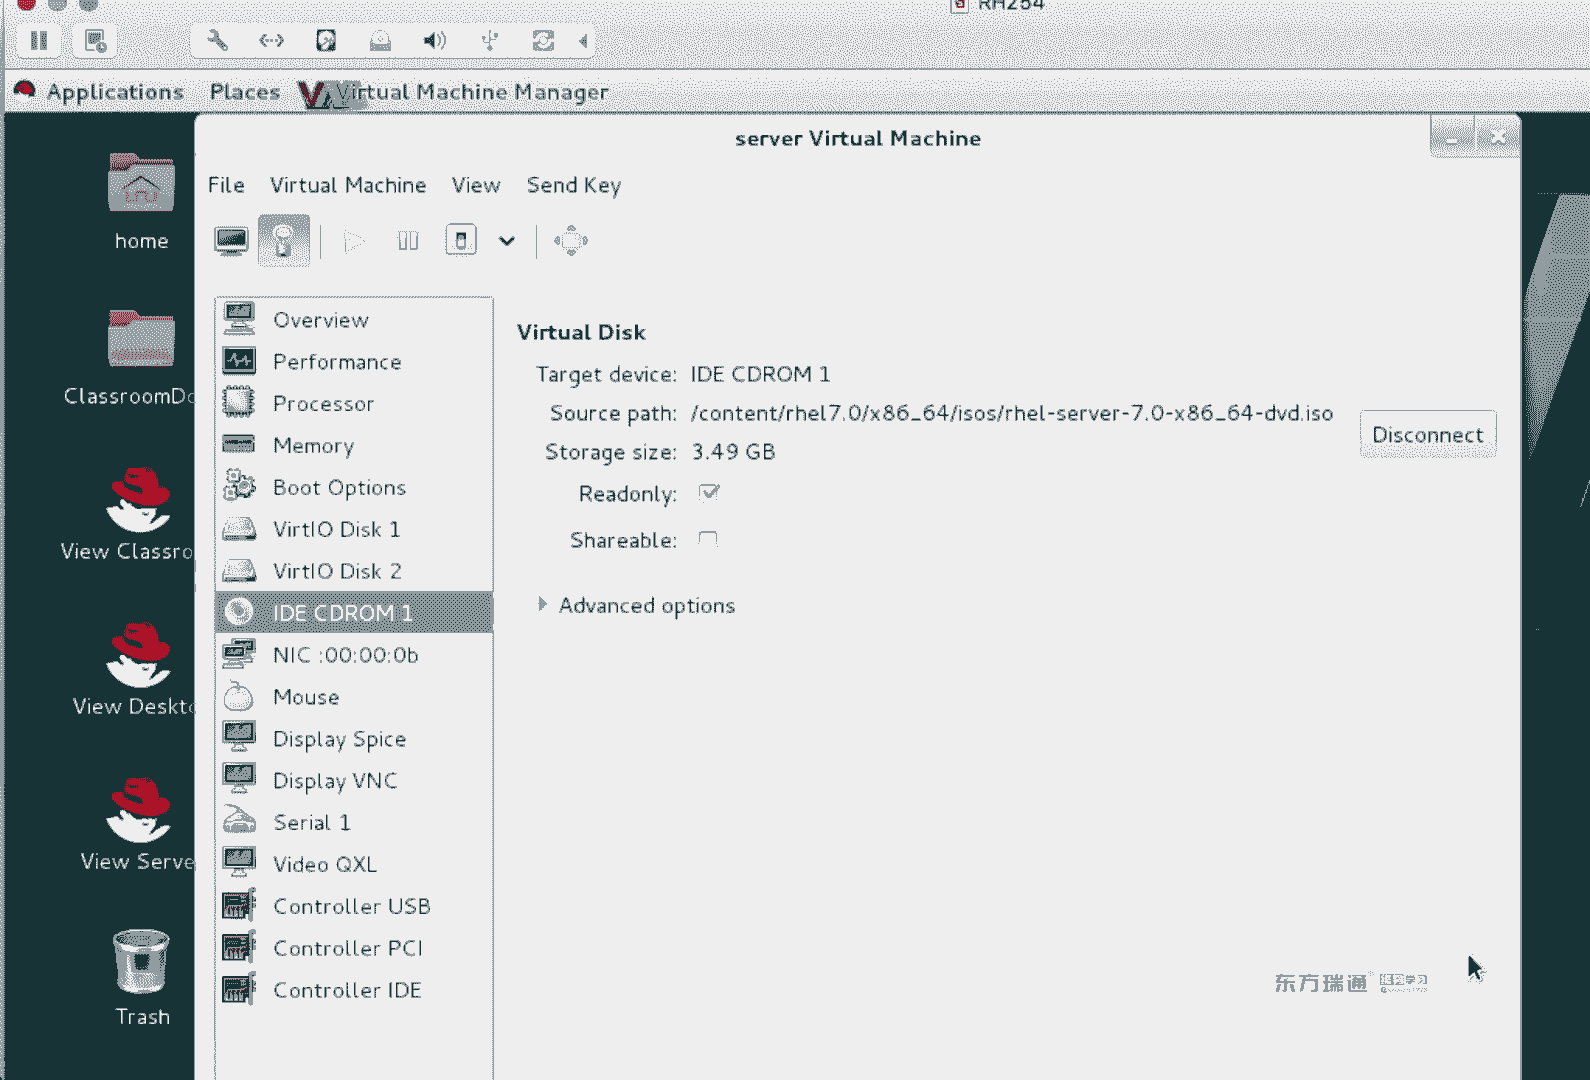 RH254
Applications Places Virtual Machine Manager
server Virtual Machine
File Virtual Machine View Send Key
home
ClassroomDo
View Classro
View Deskto
View Serve
Trash
Overview
Performance
Processor
Memory
Boot Options
VirtIO Disk 1
VirtIO Disk 2
IDE CDROM 1
NIC :00:00:0b
Mouse
Display Spice
Display VNC
Serial 1
Video QXL
Controller USB
Controller PCI
Controller IDE
Virtual Disk
Target device: IDE CDROM 1
Source path: /content/rhel7.0/x86_64/isos/rhel-server-7.0-x86_64-dvd.iso
Disconnect
Storage size: 3.49 GB
Readonly:
Shareable:
Advanced options
东方瑞通